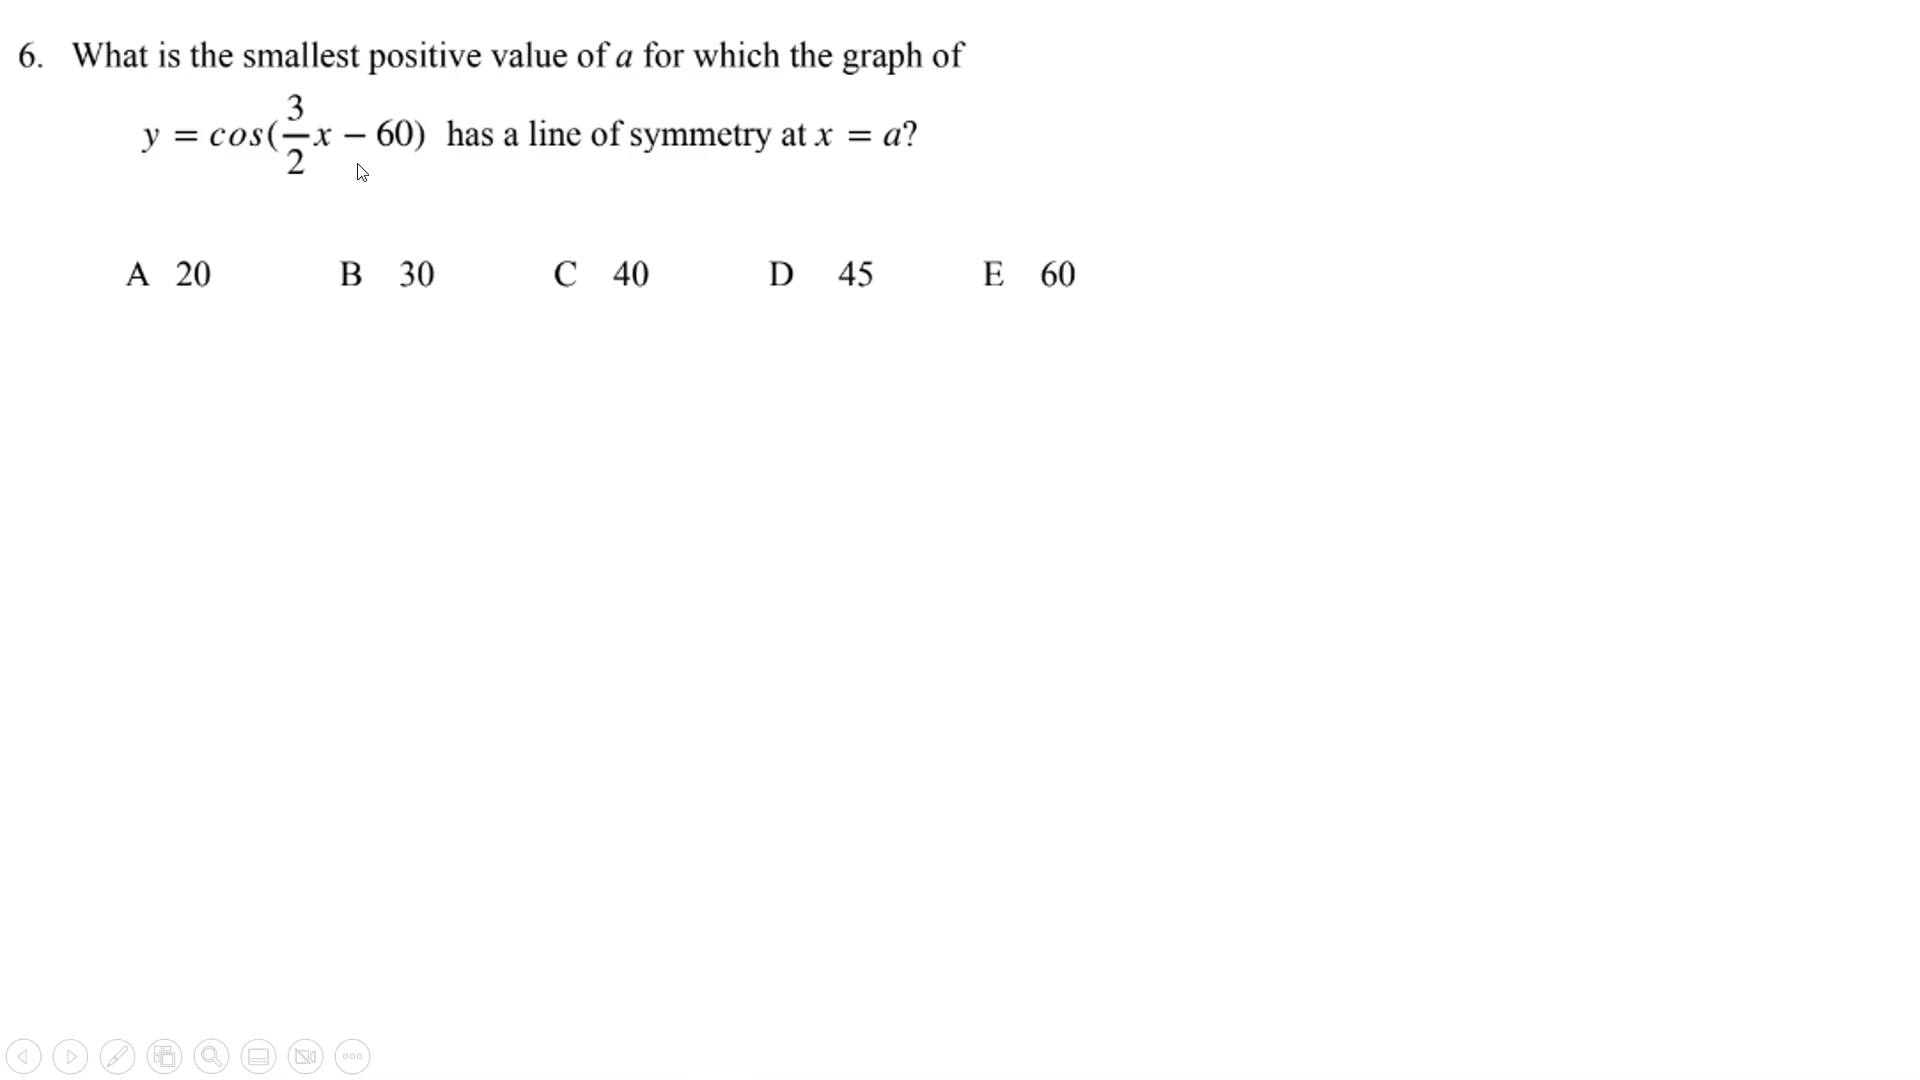 6. What is the smallest positive value of a for which the graph of
y = cos(3/2 x − 60) has a line of symmetry at x = a?
A 20 B 30 C 40 D 45 E 60